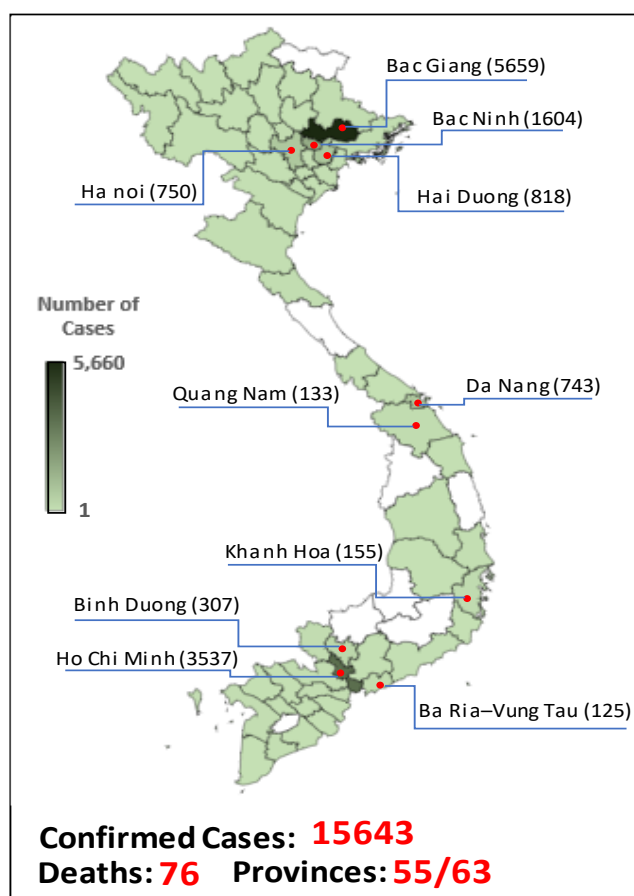 Bac Giang (5659)
Bac Ninh (1604)
Ha noi (750)
Hai Duong (818)
Number of
Cases
5,660
1
Quang Nam (133)
Da Nang (743)
Khanh Hoa (155)
Binh Duong (307)
Ho Chi Minh (3537)
Ba Ria–Vung Tau (125)
Confirmed Cases: 15643
Deaths: 76 Provinces: 55/63